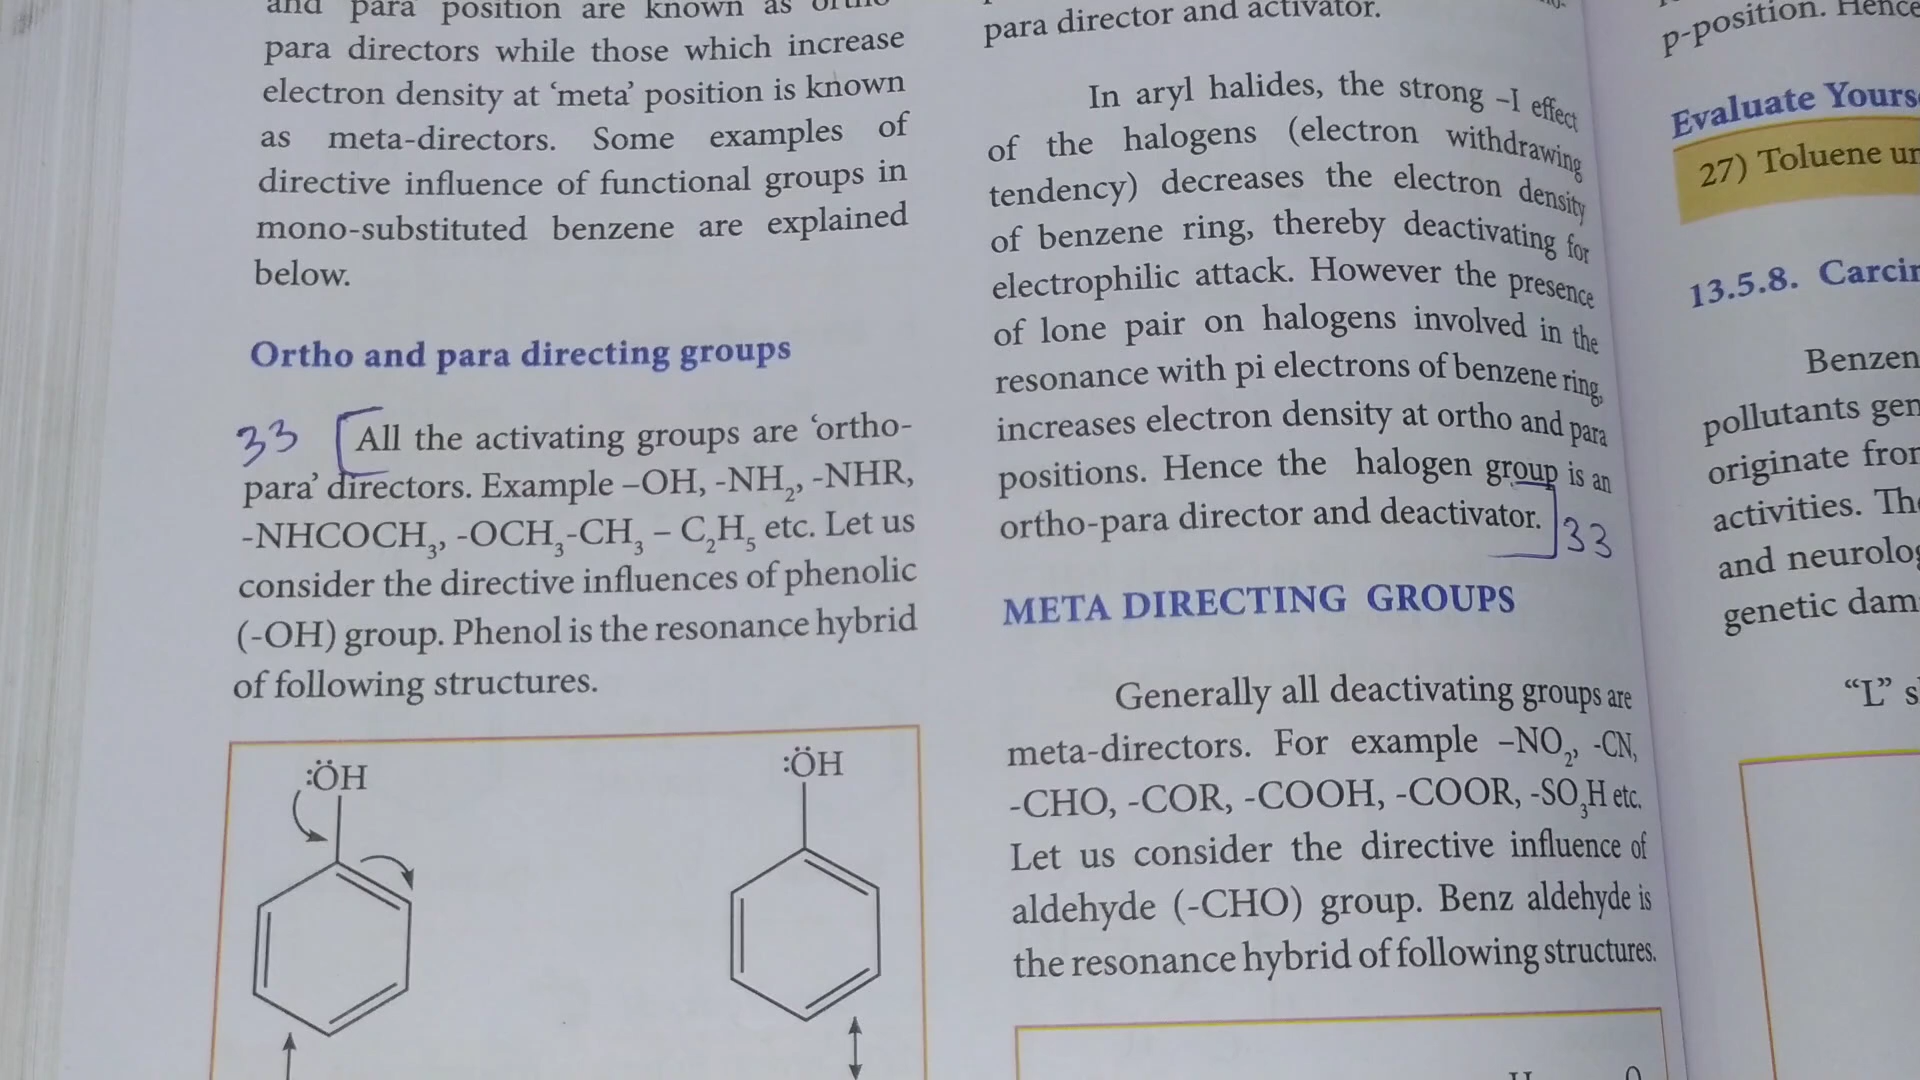 and para position are known as ortho
para directors while those which increase
electron density at ‘meta’ position is known
as meta-directors. Some examples of
directive influence of functional groups in
mono-substituted benzene are explained
below.
Ortho and para directing groups
33 All the activating groups are ‘ortho-
para’ directors. Example –OH, -NH₂, -NHR,
-NHCOCH₃, -OCH₃-CH₃ – C₂H₅ etc. Let us
consider the directive influences of phenolic
(-OH) group. Phenol is the resonance hybrid
of following structures.
:ÖH
:ÖH
para director and activator.
In aryl halides, the strong –I effect
of the halogens (electron withdrawing
tendency) decreases the electron density
of benzene ring, thereby deactivating for
electrophilic attack. However the presence
of lone pair on halogens involved in the
resonance with pi electrons of benzene ring,
increases electron density at ortho and para
positions. Hence the halogen group is an
ortho-para director and deactivator. 33
META DIRECTING GROUPS
Generally all deactivating groups are
meta-directors. For example –NO₂, -CN,
-CHO, -COR, -COOH, -COOR, -SO₃H etc.
Let us consider the directive influence of
aldehyde (-CHO) group. Benz aldehyde is
the resonance hybrid of following structures.
p-position. Hence
Evaluate Yours
27) Toluene un
13.5.8. Carcin
Benzen
pollutants gen
originate from
activities. The
and neurolog
genetic dam
“L” s